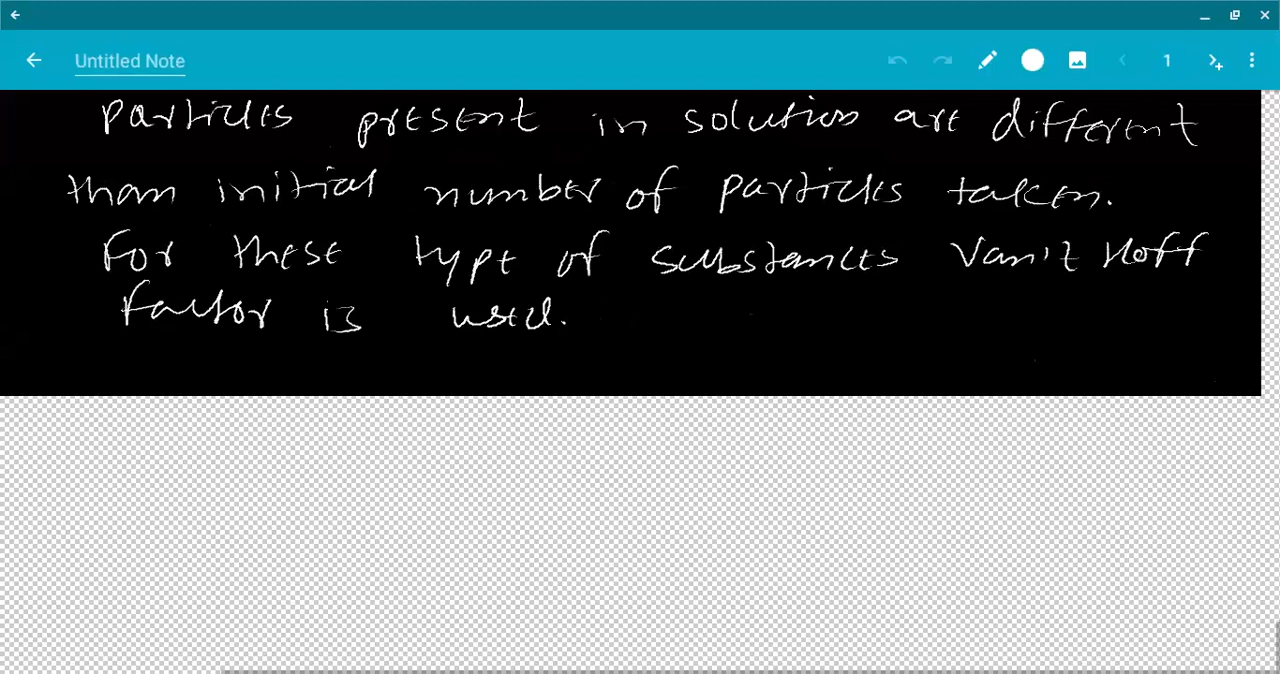 Untitled Note
1
particles present in solution are different
than initial number of particles taken.
For these type of substances Van't Hoff
factor is used.